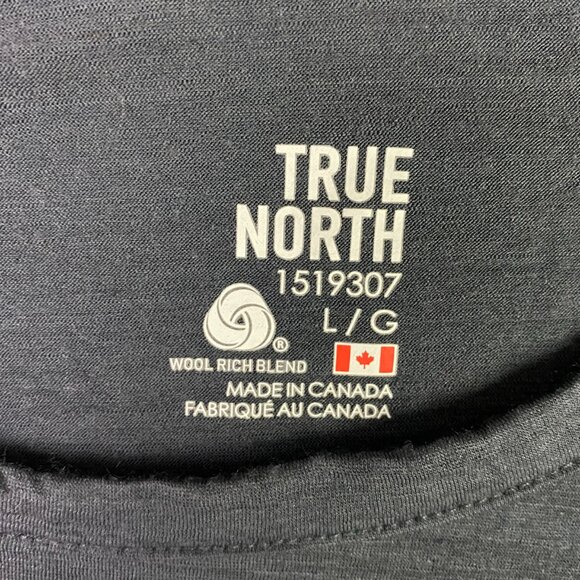 TRUE
NORTH
1519307
L / G
®
WOOL RICH BLEND
MADE IN CANADA
FABRIQUÉ AU CANADA